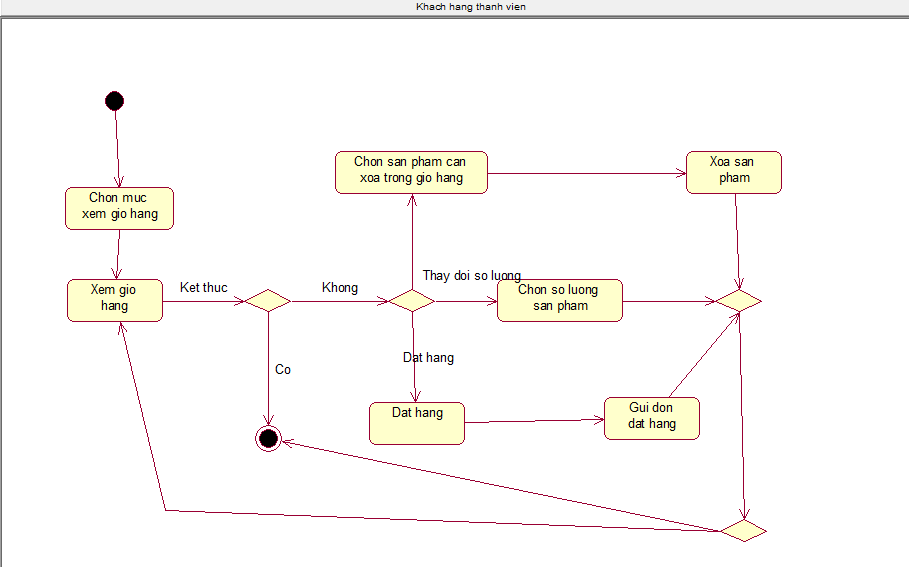 Khach hang thanh vien
Chon san pham can
xoa trong gio hang
Xoa san
pham
Chon muc
xem gio hang
Thay doi so luong
Xem gio
hang
Ket thuc
Khong
Chon so luong
san pham
Co
Dat hang
Dat hang
Gui don
dat hang